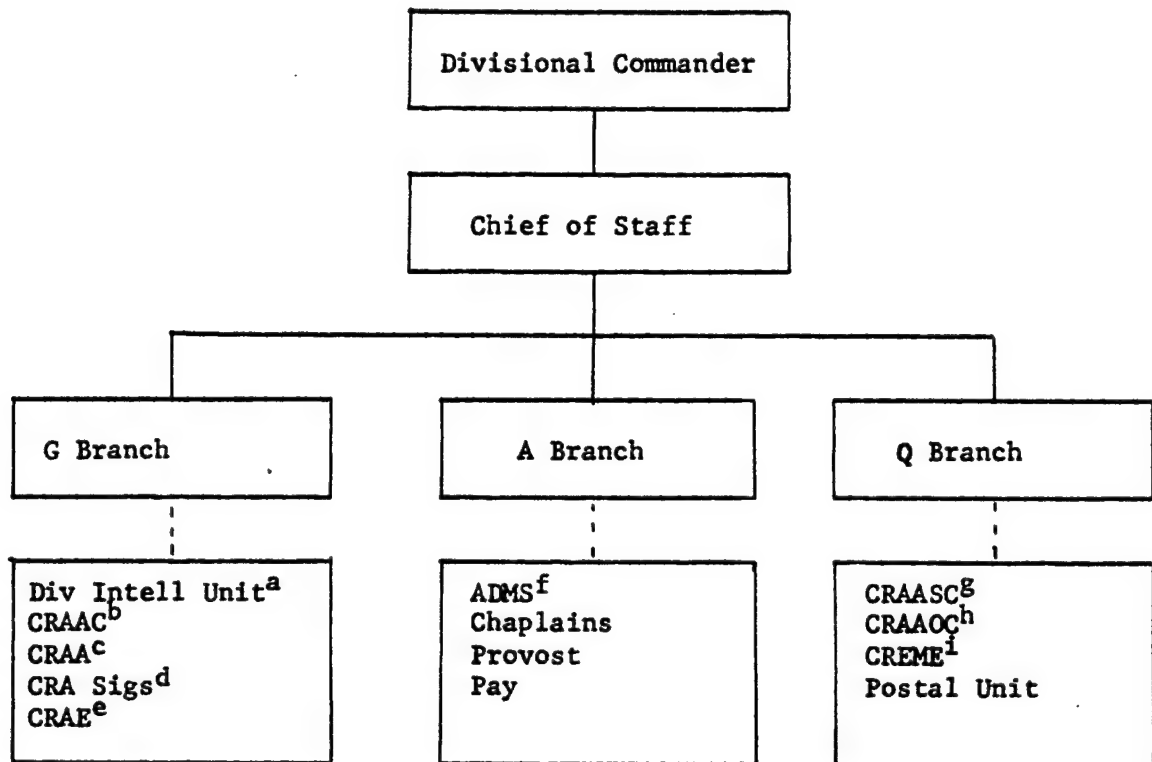 Divisional Commander
Chief of Staff
G Branch
A Branch
Q Branch
Div Intell Unit^a
CRAAC^b
CRAA^c
CRA Sigs^d
CRAE^e
ADMS^f
Chaplains
Provost
Pay
CRAASC^g
CRAAOC^h
CREME^i
Postal Unit